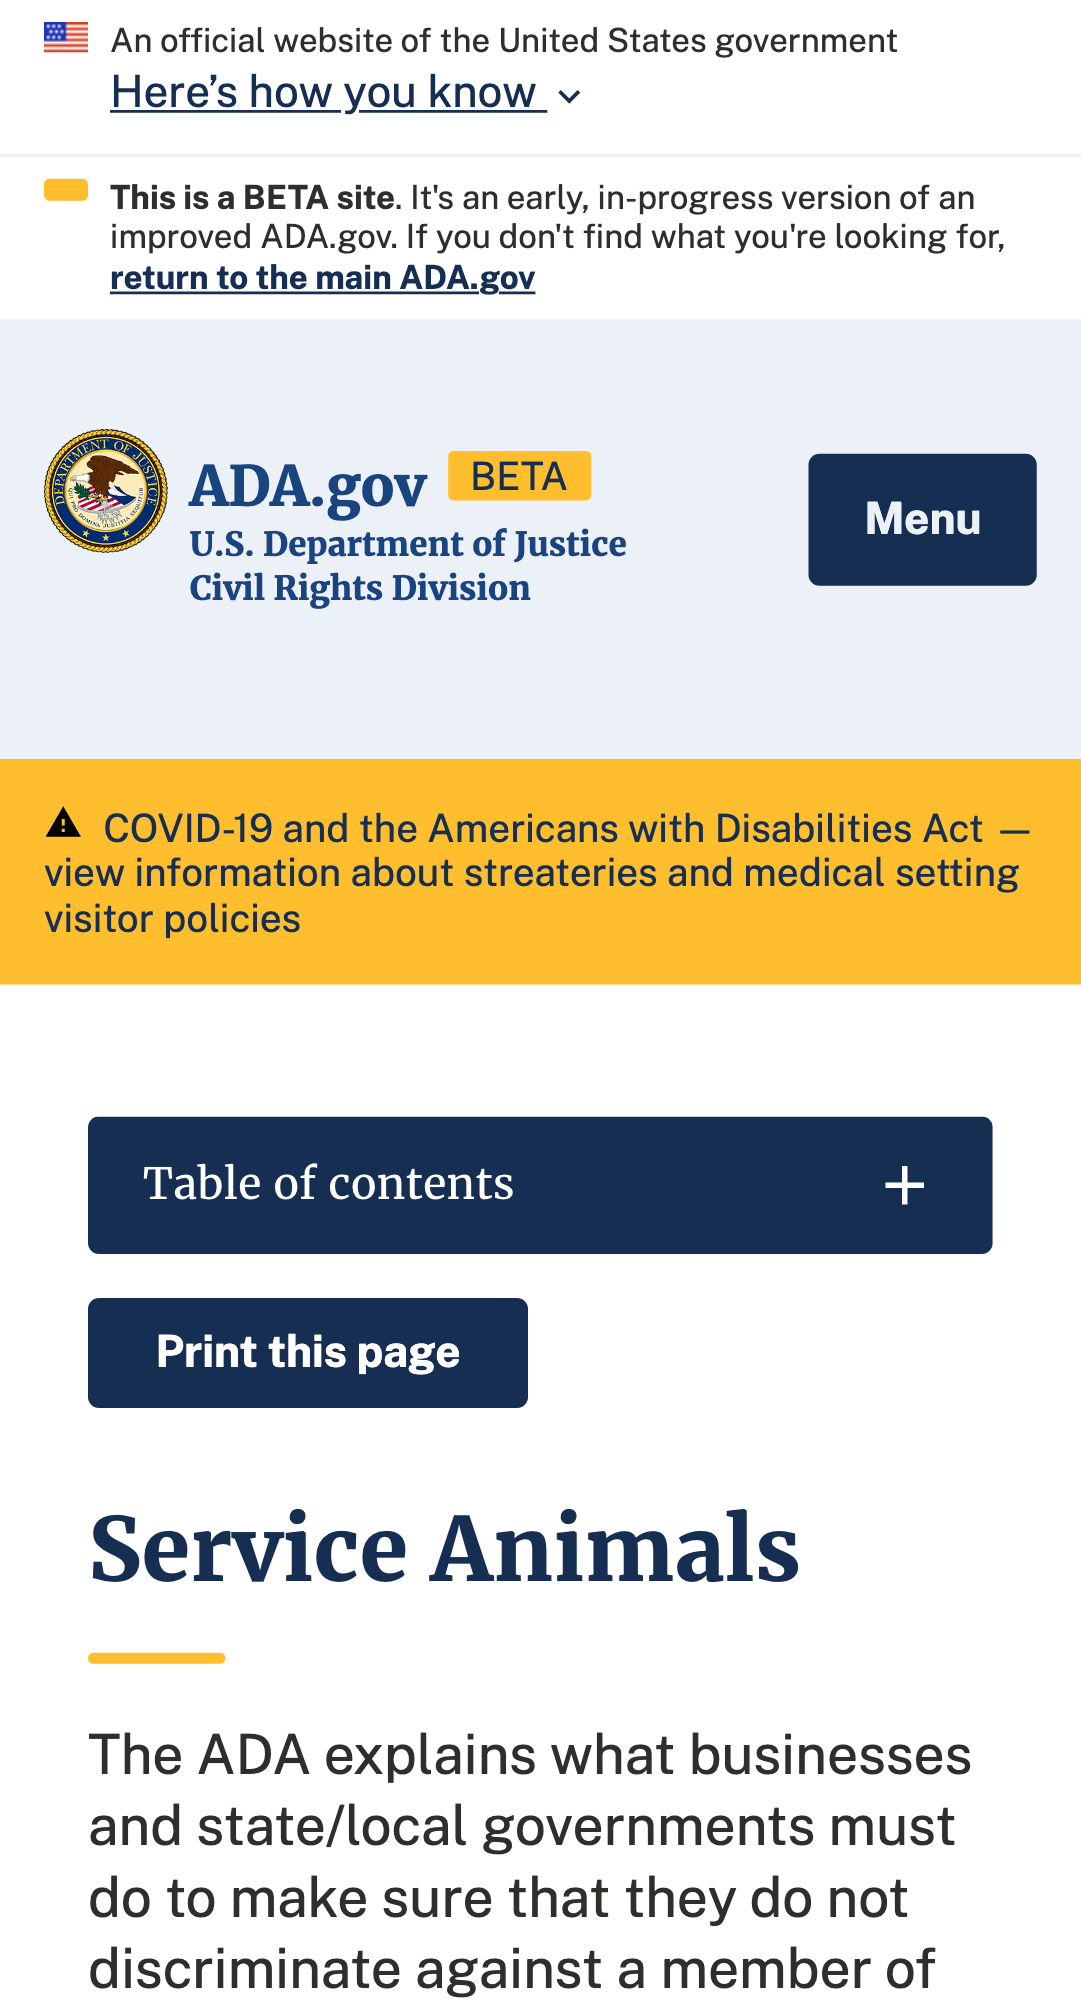 An official website of the United States government
Here’s how you know
This is a BETA site. It's an early, in-progress version of an
improved ADA.gov. If you don't find what you're looking for,
return to the main ADA.gov
ADA.gov BETA
U.S. Department of Justice
Civil Rights Division
Menu
COVID-19 and the Americans with Disabilities Act —
view information about streateries and medical setting
visitor policies
Table of contents
Print this page
Service Animals
The ADA explains what businesses
and state/local governments must
do to make sure that they do not
discriminate against a member of